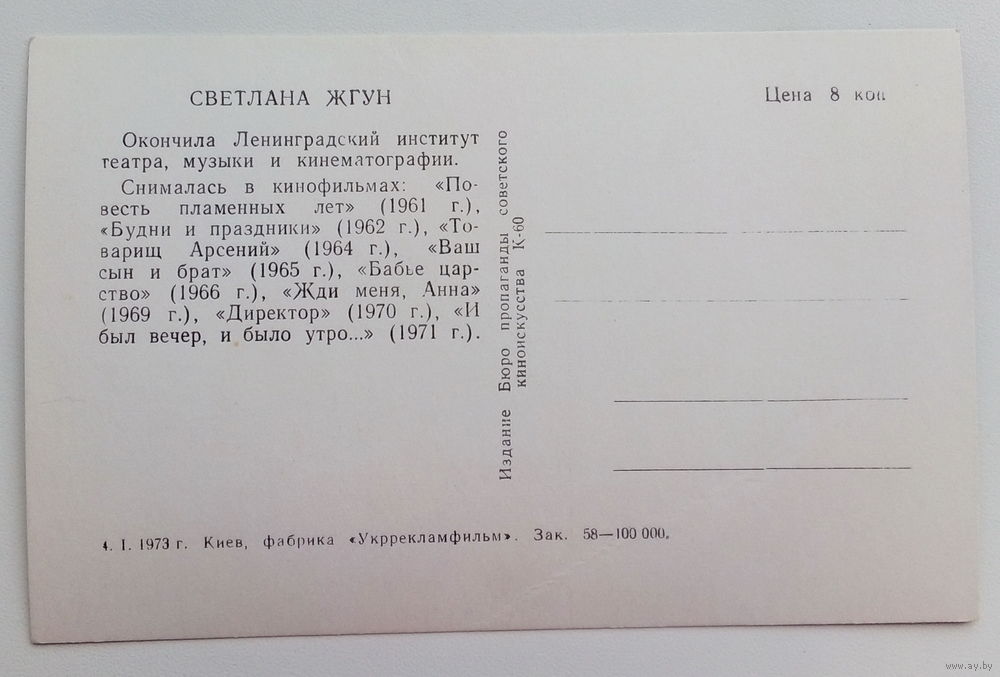 СВЕТЛАНА ЖГУН
Цена 8 коп
Окончила Ленинградский институт
театра, музыки и кинематографии.
Снималась в кинофильмах: «По-
весть пламенных лет» (1961 г.),
«Будни и праздники» (1962 г.), «То-
варищ Арсений» (1964 г.), «Ваш
сын и брат» (1965 г.), «Бабье цар-
ство» (1966 г.), «Жди меня, Анна»
(1969 г.), «Директор» (1970 г.), «И
был вечер, и было утро...» (1971 г.).
Издание Бюро пропаганды советского
киноискусства К-60
4. I. 1973 г. Киев, фабрика «Укррекламфильм». Зак. 58—100 000.
www.ay.by